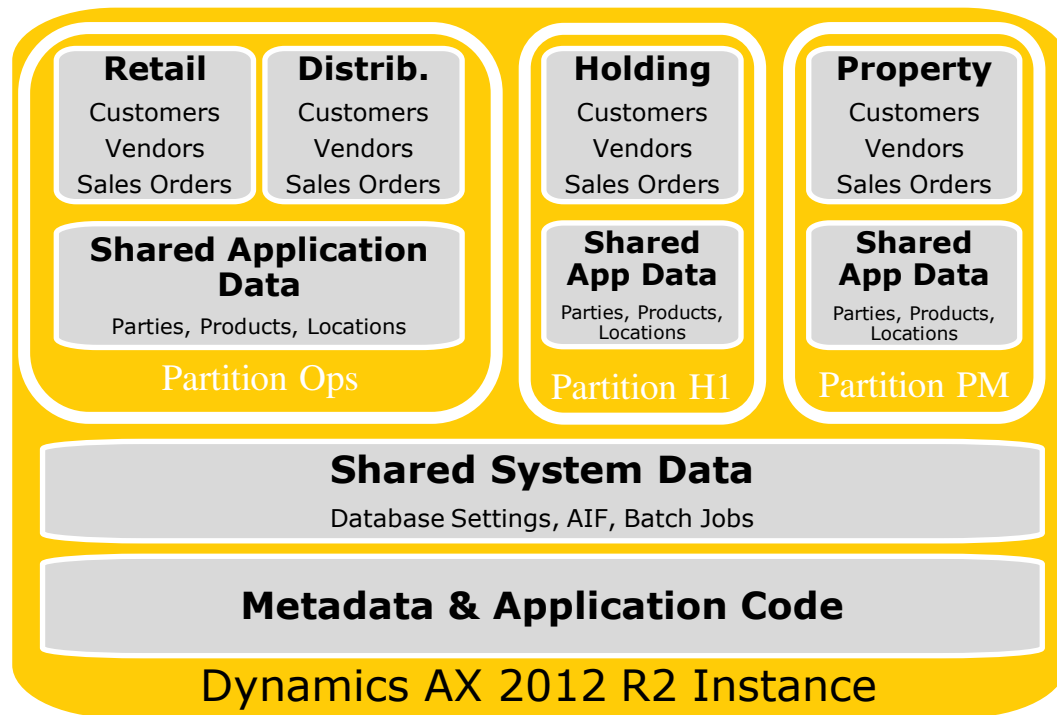 Retail
Customers
Vendors
Sales Orders
Distrib.
Customers
Vendors
Sales Orders
Shared Application
Data
Parties, Products, Locations
Partition Ops
Holding
Customers
Vendors
Sales Orders
Shared
App Data
Parties, Products,
Locations
Partition H1
Property
Customers
Vendors
Sales Orders
Shared
App Data
Parties, Products,
Locations
Partition PM
Shared System Data
Database Settings, AIF, Batch Jobs
Metadata & Application Code
Dynamics AX 2012 R2 Instance